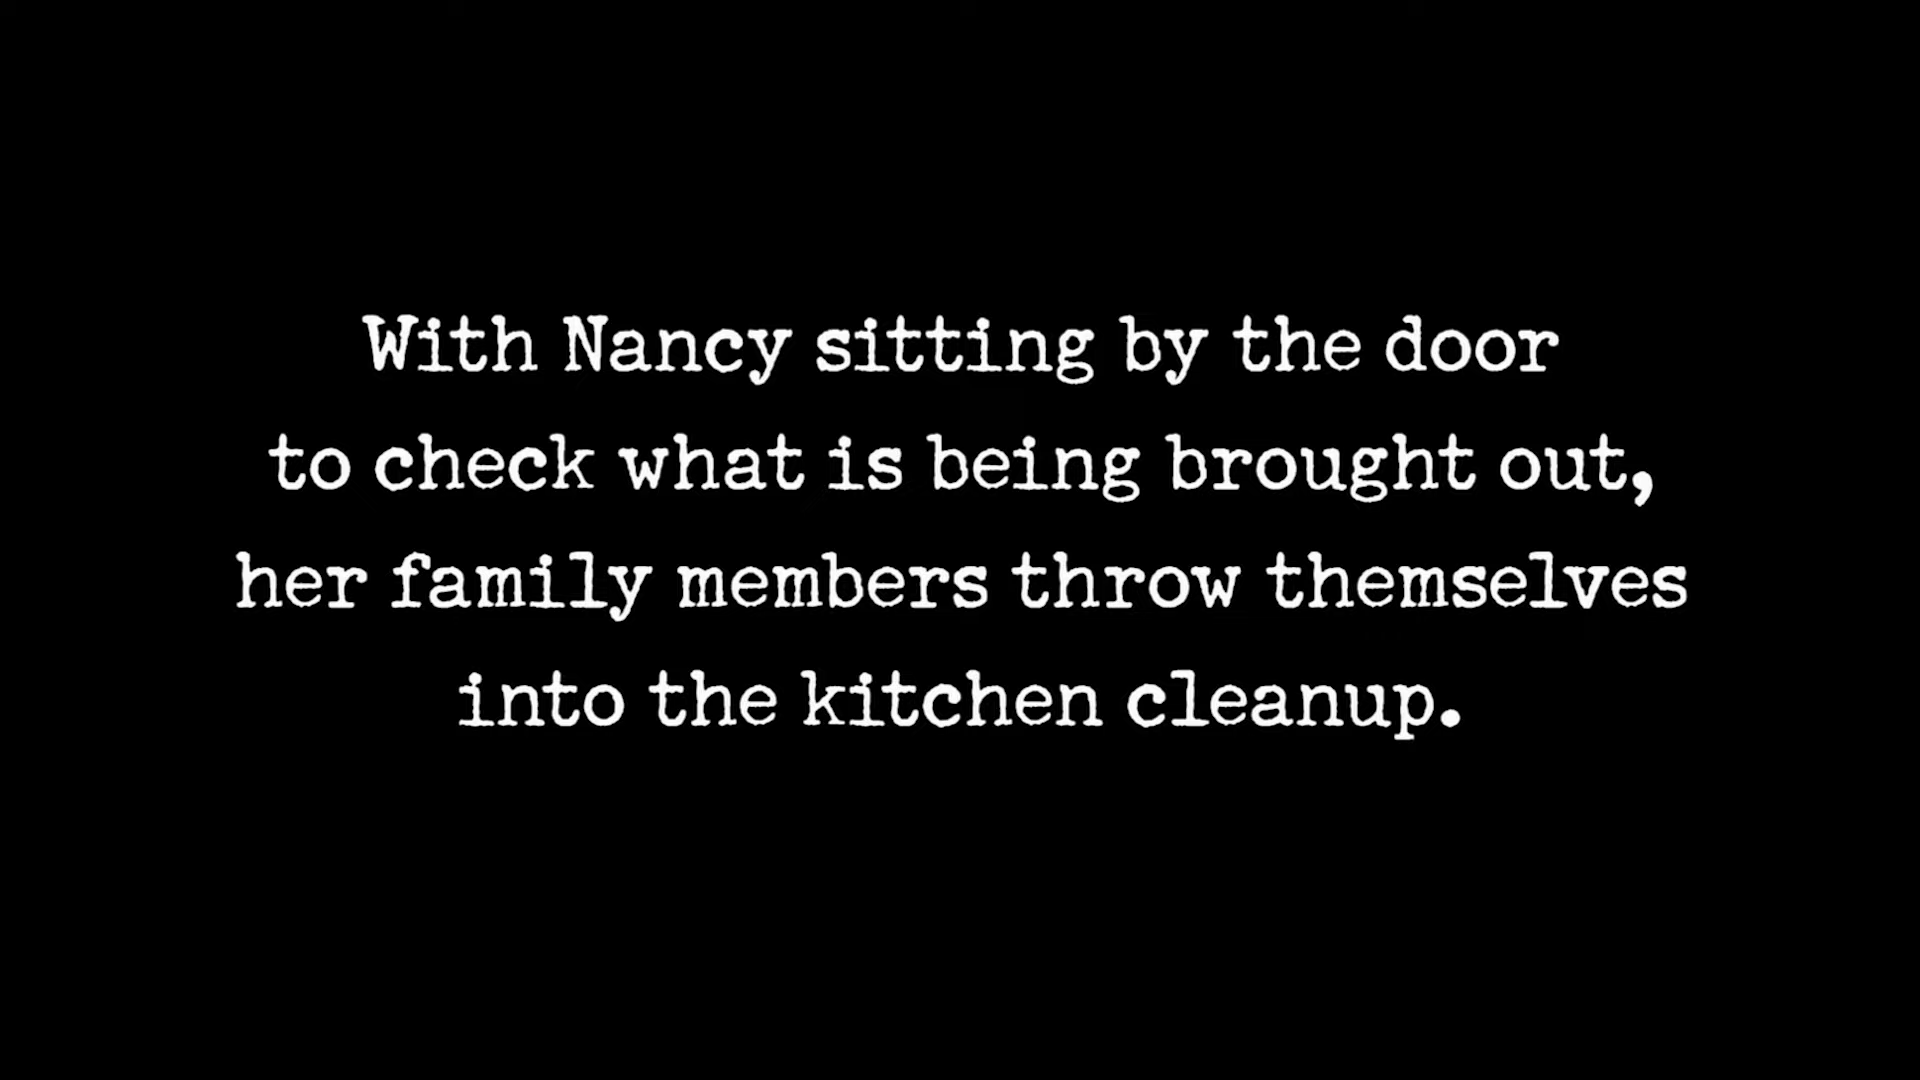 With Nancy sitting by the door
to check what is being brought out,
her family members throw themselves
into the kitchen cleanup.